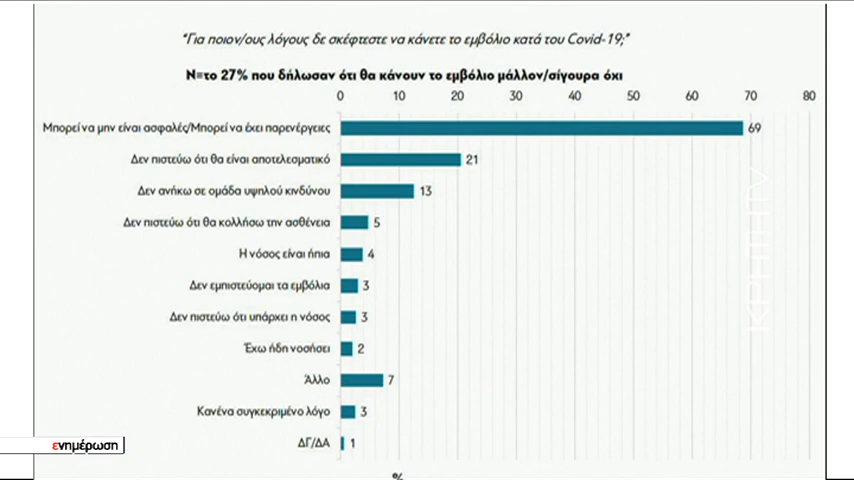 “Για ποιον/ους λόγους δε σκέφτεστε να κάνετε το εμβόλιο κατά του Covid-19;”
Ν=το 27% που δήλωσαν ότι θα κάνουν το εμβόλιο μάλλον/σίγουρα όχι
0 10 20 30 40 50 60 70 80
Μπορεί να μην είναι ασφαλές/Μπορεί να έχει παρενέργειες 69
Δεν πιστεύω ότι θα είναι αποτελεσματικό 21
Δεν ανήκω σε ομάδα υψηλού κινδύνου 13
Δεν πιστεύω ότι θα κολλήσω την ασθένεια 5
Η νόσος είναι ήπια 4
Δεν εμπιστεύομαι τα εμβόλια 3
Δεν πιστεύω ότι υπάρχει η νόσος 3
Έχω ήδη νοσήσει 2
Άλλο 7
Κανένα συγκεκριμένο λόγο 3
ΔΓ/ΔΑ 1
%
ενημέρωση
ΚΡΗΤΗ TV